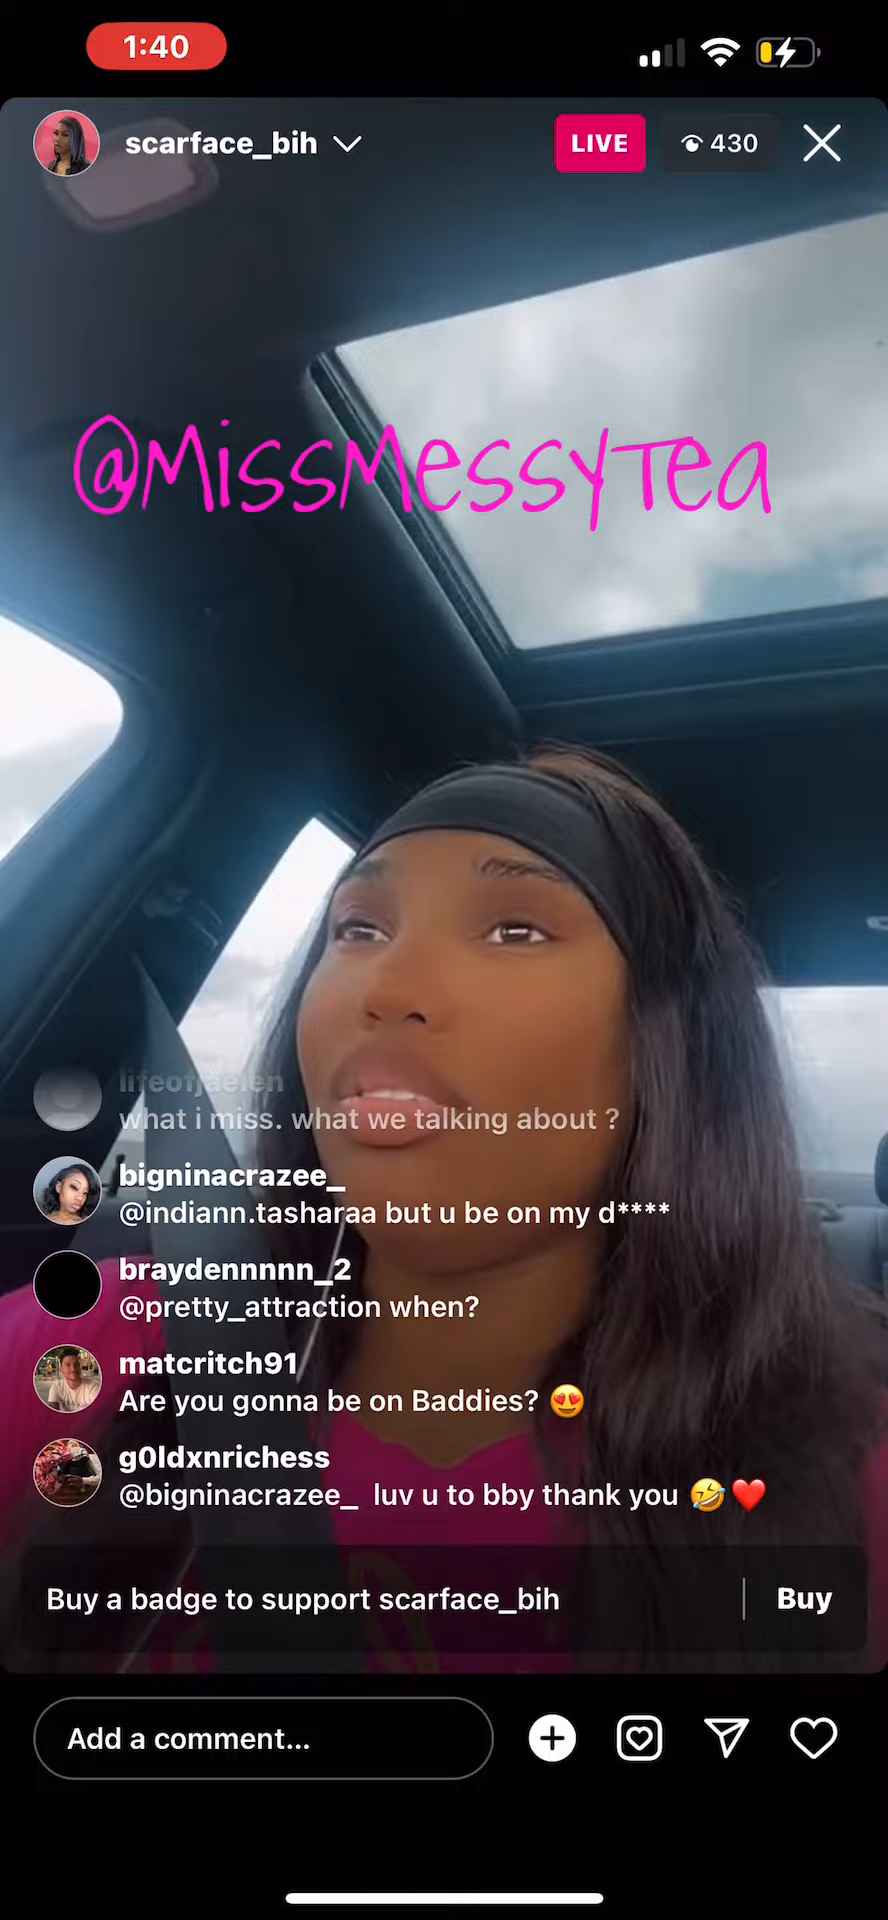 1:40
scarface_bih
LIVE
430
@MissMessyTea
lifeofjaelen
what i miss. what we talking about ?
bigninacrazee_
@indiann.tasharaa but u be on my d****
braydennnnn_2
@pretty_attraction when?
matcritch91
Are you gonna be on Baddies? 😍
g0ldxnrichess
@bigninacrazee_ luv u to bby thank you 🤣❤️
Buy a badge to support scarface_bih
Buy
Add a comment...